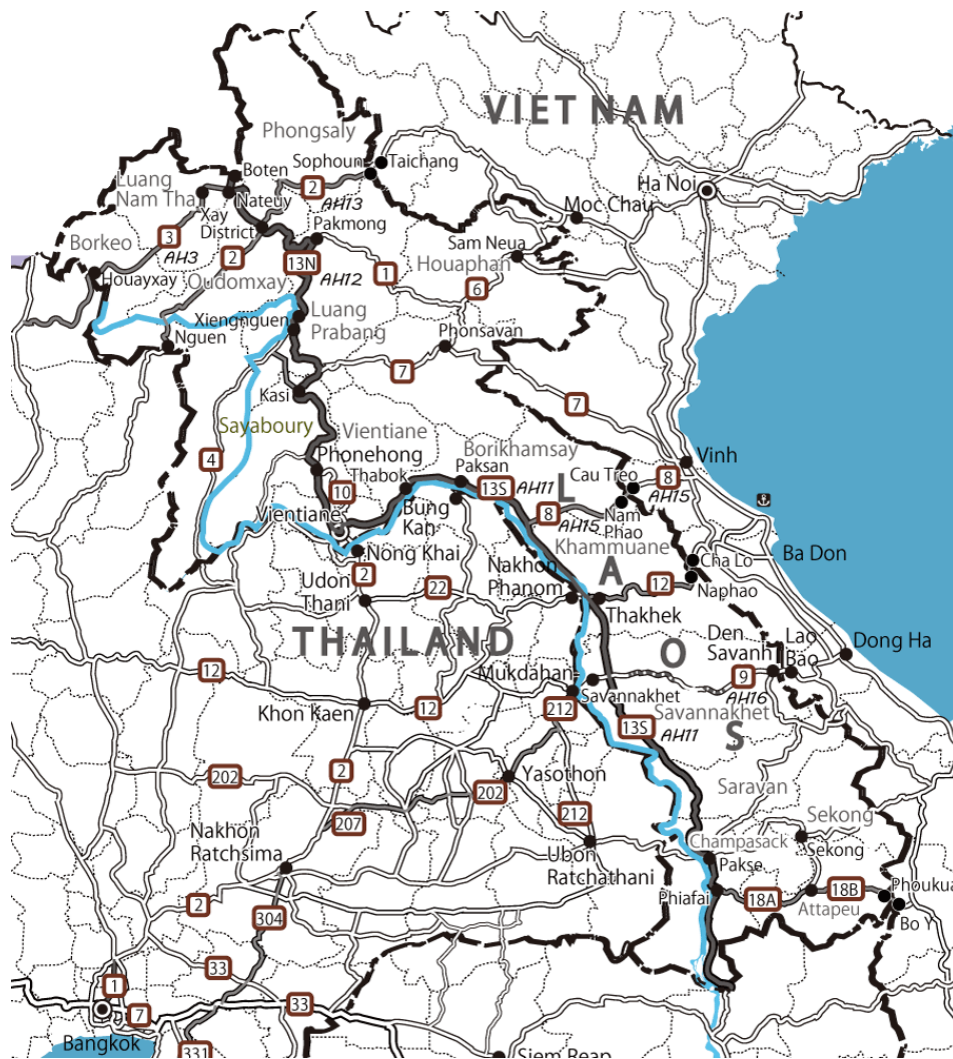 VIET NAM
Phongsaly
Sophoun
Taichang
Boten
2
AH13
Ha Noi
Luang
Nam Tha
Nateuy
Moc Chau
Xay
District
Pakmong
Borkeo
3
AH3
2
13N
AH12
Sam Neua
Houaphan
1
6
Houayxay
Oudomxay
Xiengnguen
Luang
Prabang
Nguen
Phonsavan
7
7
Kasi
Sayaboury
4
Vientiane
Phonehong
Thabok
Borikhamsay
Paksan
13S
AH11
Vinh
Cau Treo
8
AH15
10
Vientiane
Bung
Kan
L
8
AH15
Nam
Phao
Nong Khai
Khammuane
Cha Lo
Ba Don
2
Udon
Thani
22
Nakhon
Phanom
A
12
Naphao
Thakhek
THAILAND
O
Den
Savanh
Lao
Bao
Dong Ha
12
Mukdahan
Savannakhet
9
AH16
Khon Kaen
12
212
13S
AH11
Savannakhet
S
202
2
202
Yasothon
Saravan
207
212
Sekong
Nakhon
Ratchsima
Ubon
Ratchathani
Champasack
Pakse
Sekong
2
304
Phiafai
18A
18B
Attapeu
Phoukua
Bo Y
33
1
7
33
Bangkok
331
Siem Reap